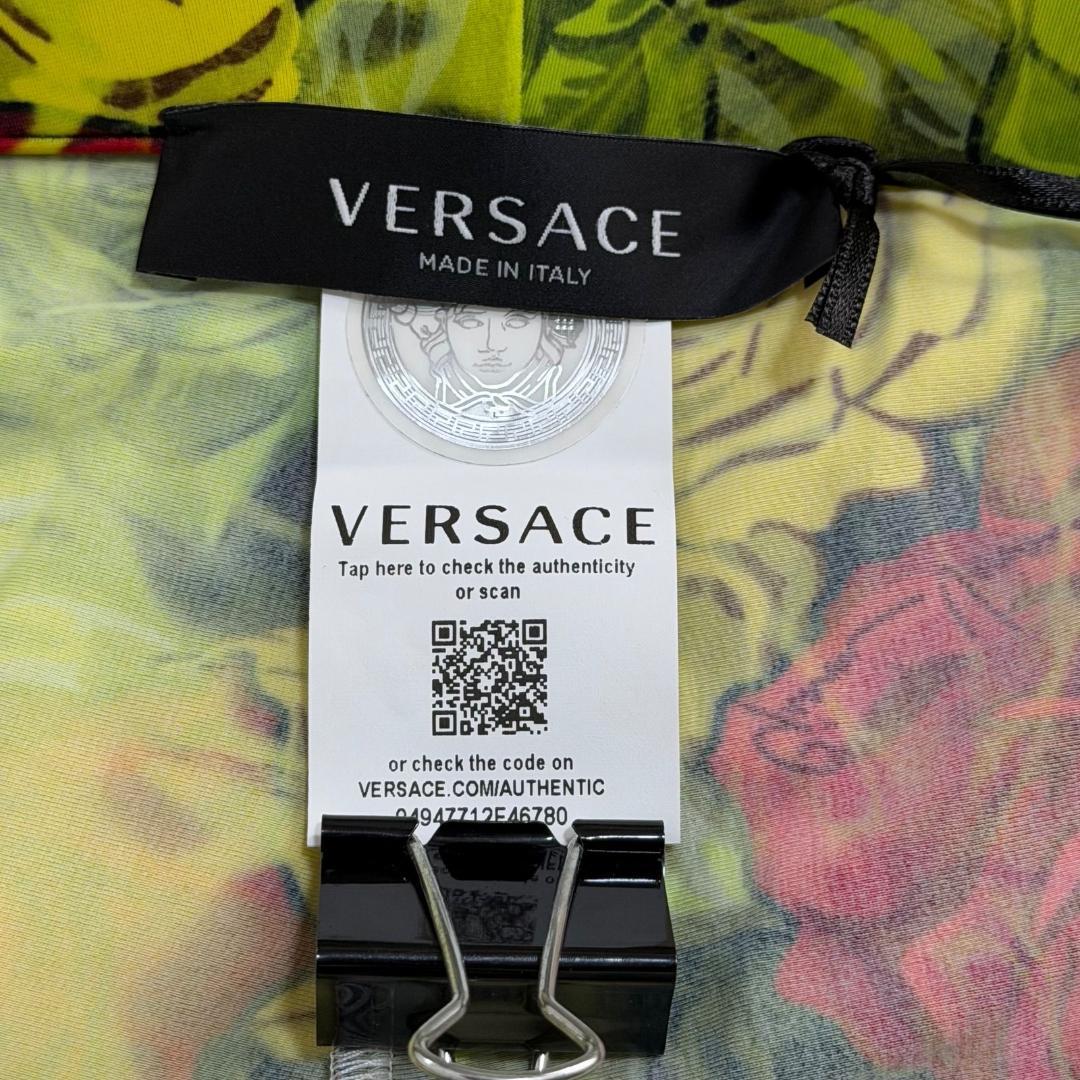 VERSACE
MADE IN ITALY
VERSACE
Tap here to check the authenticity
or scan
or check the code on
VERSACE.COM/AUTHENTIC